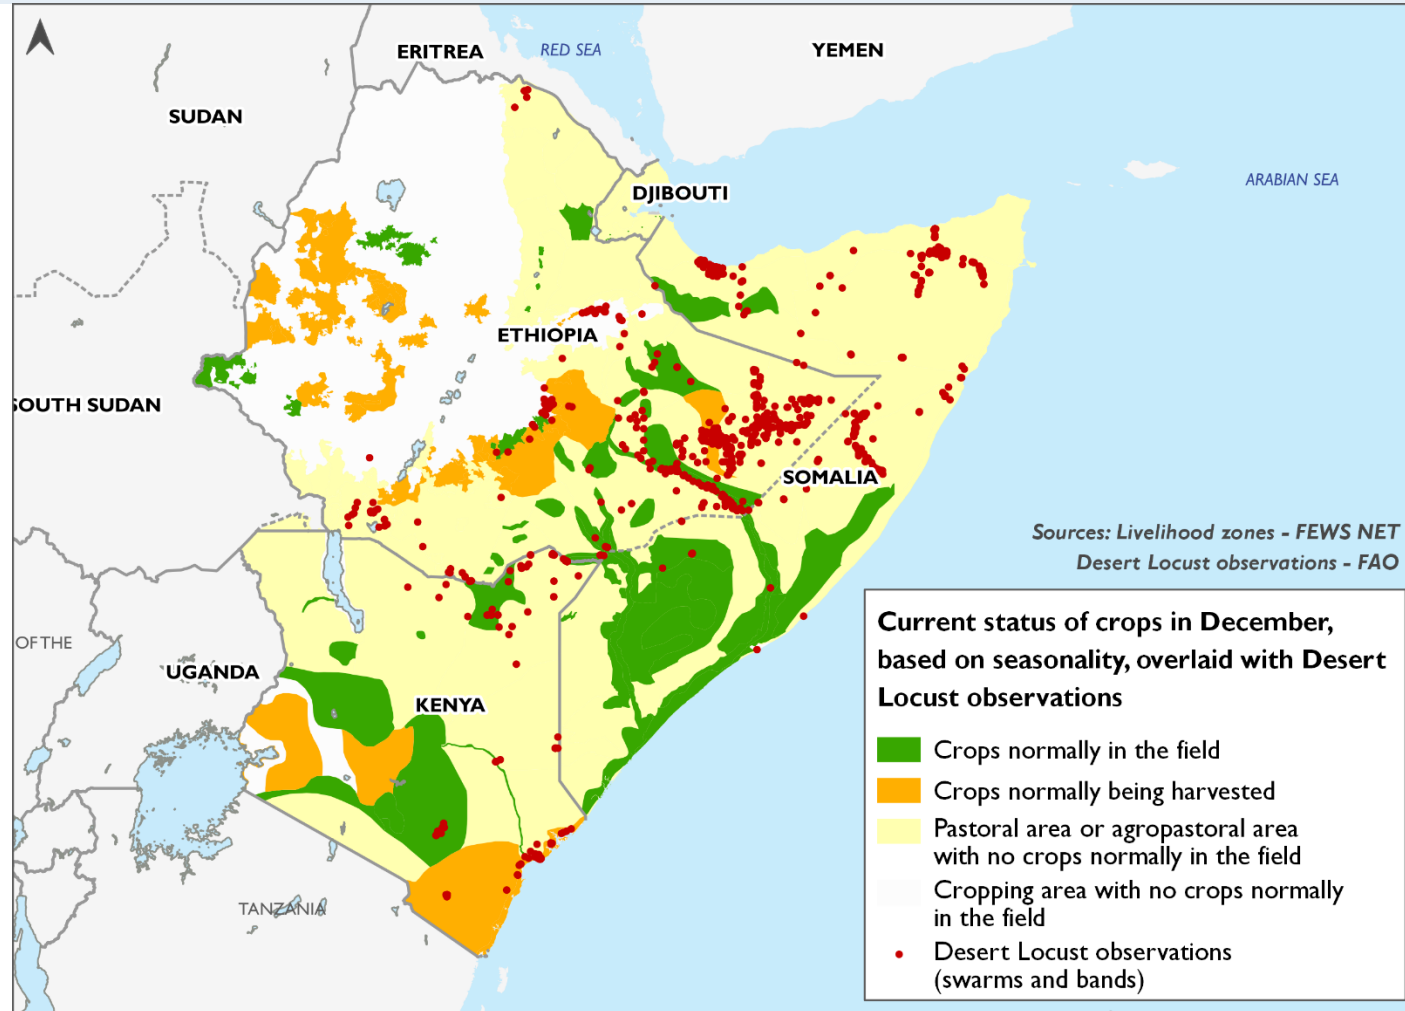 ERITREA
RED SEA
YEMEN
SUDAN
ARABIAN SEA
DJIBOUTI
ETHIOPIA
SOUTH SUDAN
SOMALIA
Sources: Livelihood zones - FEWS NET
Desert Locust observations - FAO
OF THE
UGANDA
KENYA
TANZANIA
Current status of crops in December,
based on seasonality, overlaid with Desert
Locust observations
Crops normally in the field
Crops normally being harvested
Pastoral area or agropastoral area
with no crops normally in the field
Cropping area with no crops normally
in the field
Desert Locust observations
(swarms and bands)